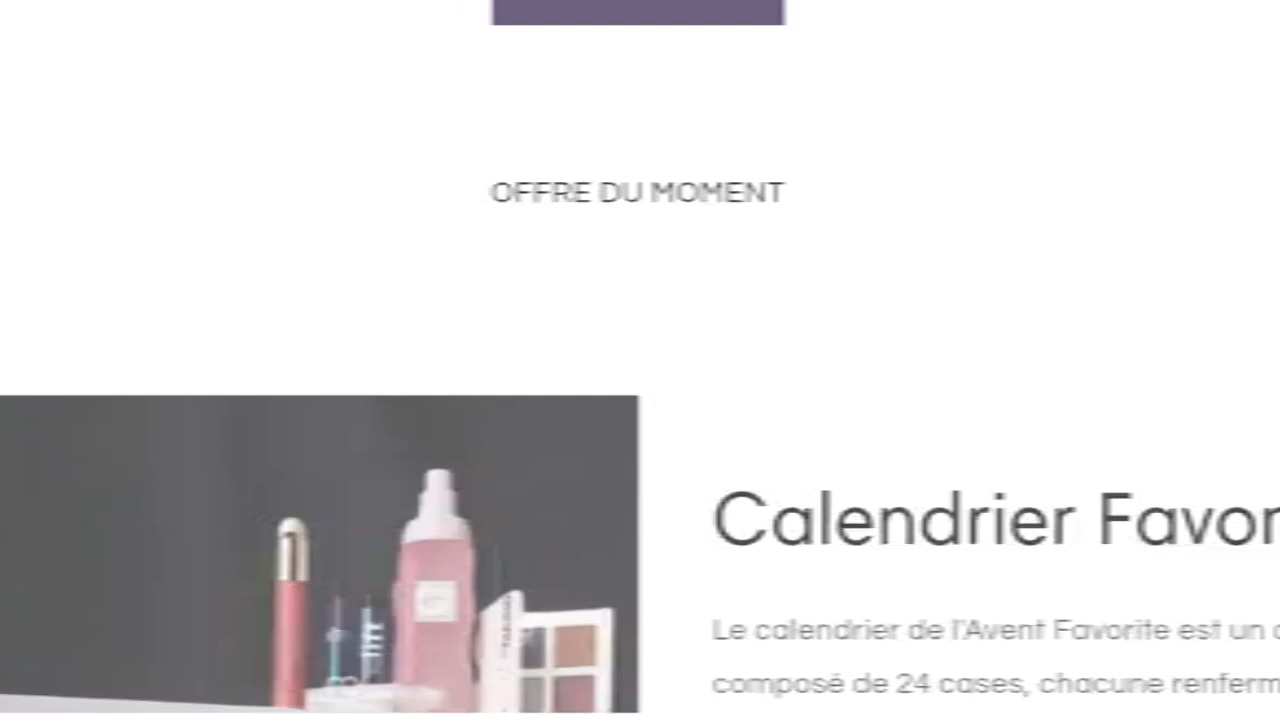 OFFRE DU MOMENT
Calendrier Favor
Le calendrier de l'Avent Favorite est un
composé de 24 cases, chacune renferm